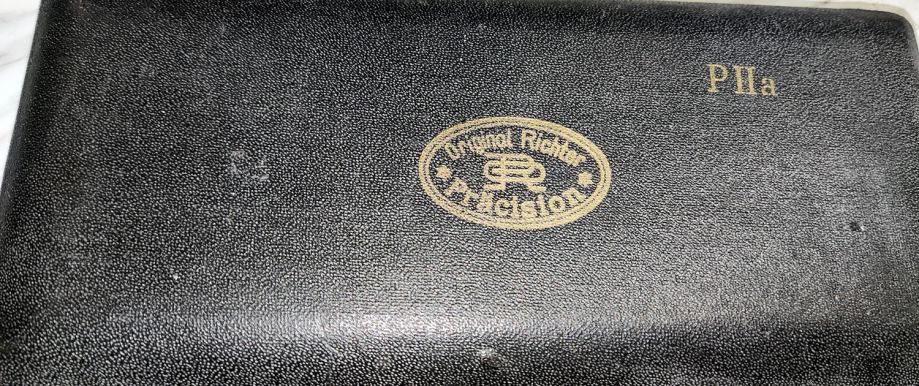 PIIa
Original Richter
R
Präcision